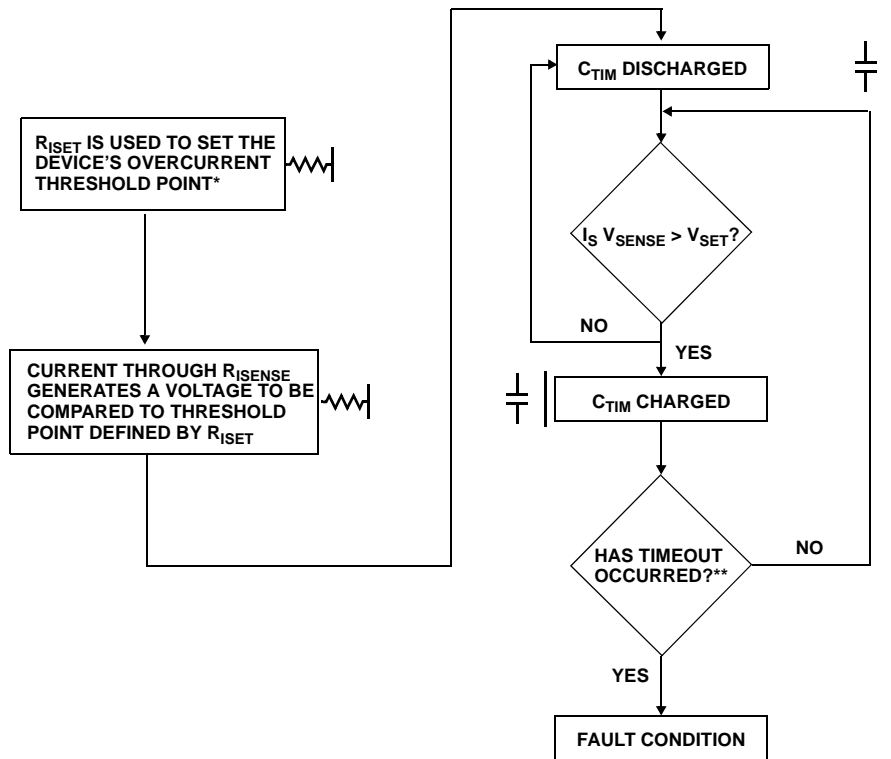 R_ISET IS USED TO SET THE
DEVICE'S OVERCURRENT
THRESHOLD POINT*
CURRENT THROUGH R_ISENSE
GENERATES A VOLTAGE TO BE
COMPARED TO THRESHOLD
POINT DEFINED BY R_ISET
C_TIM DISCHARGED
I_S V_SENSE > V_SET?
NO
YES
C_TIM CHARGED
HAS TIMEOUT
OCCURRED?**
NO
YES
FAULT CONDITION